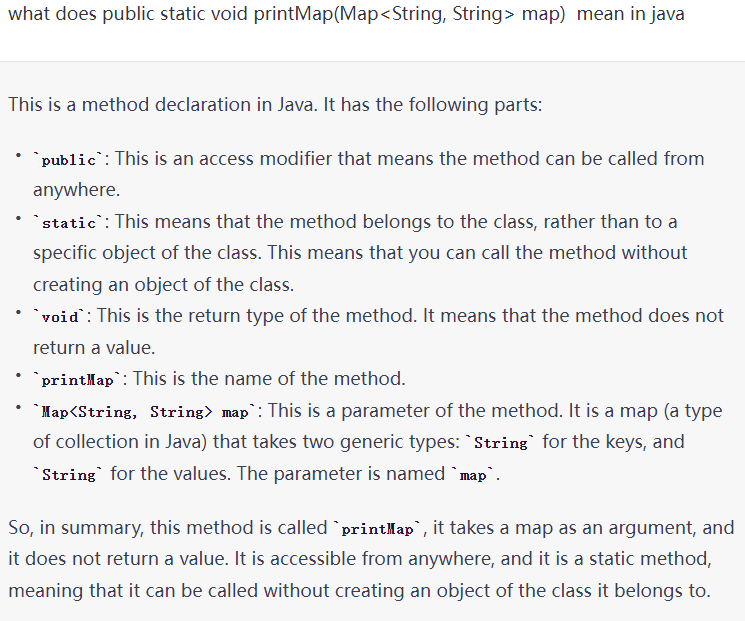 what does public static void printMap(Map<String, String> map)  mean in java
This is a method declaration in Java. It has the following parts:
• `public`: This is an access modifier that means the method can be called from
anywhere.
• `static`: This means that the method belongs to the class, rather than to a
specific object of the class. This means that you can call the method without
creating an object of the class.
• `void`: This is the return type of the method. It means that the method does not
return a value.
• `printMap`: This is the name of the method.
• `Map<String, String> map`: This is a parameter of the method. It is a map (a type
of collection in Java) that takes two generic types: `String` for the keys, and
`String` for the values. The parameter is named `map`.
So, in summary, this method is called `printMap`, it takes a map as an argument, and
it does not return a value. It is accessible from anywhere, and it is a static method,
meaning that it can be called without creating an object of the class it belongs to.